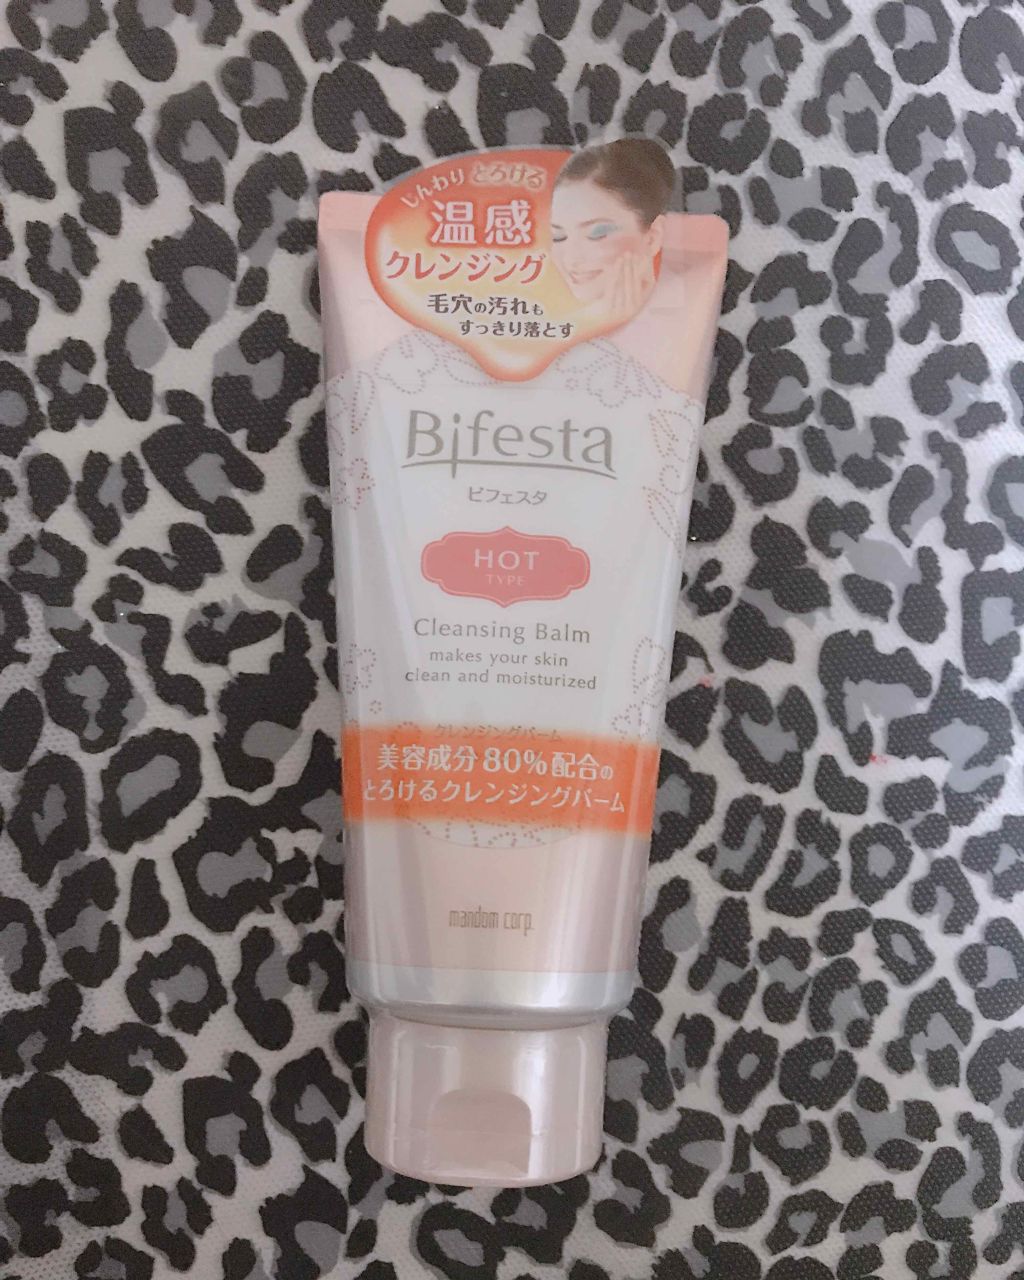 じんわりとろける
温感
クレンジング
毛穴の汚れも
すっきり落とす
Bifesta
ビフェスタ
HOT
TYPE
Cleansing Balm
makes your skin
clean and moisturized
クレンジングバーム
美容成分80%配合の
とろけるクレンジングバーム
mandom corp.